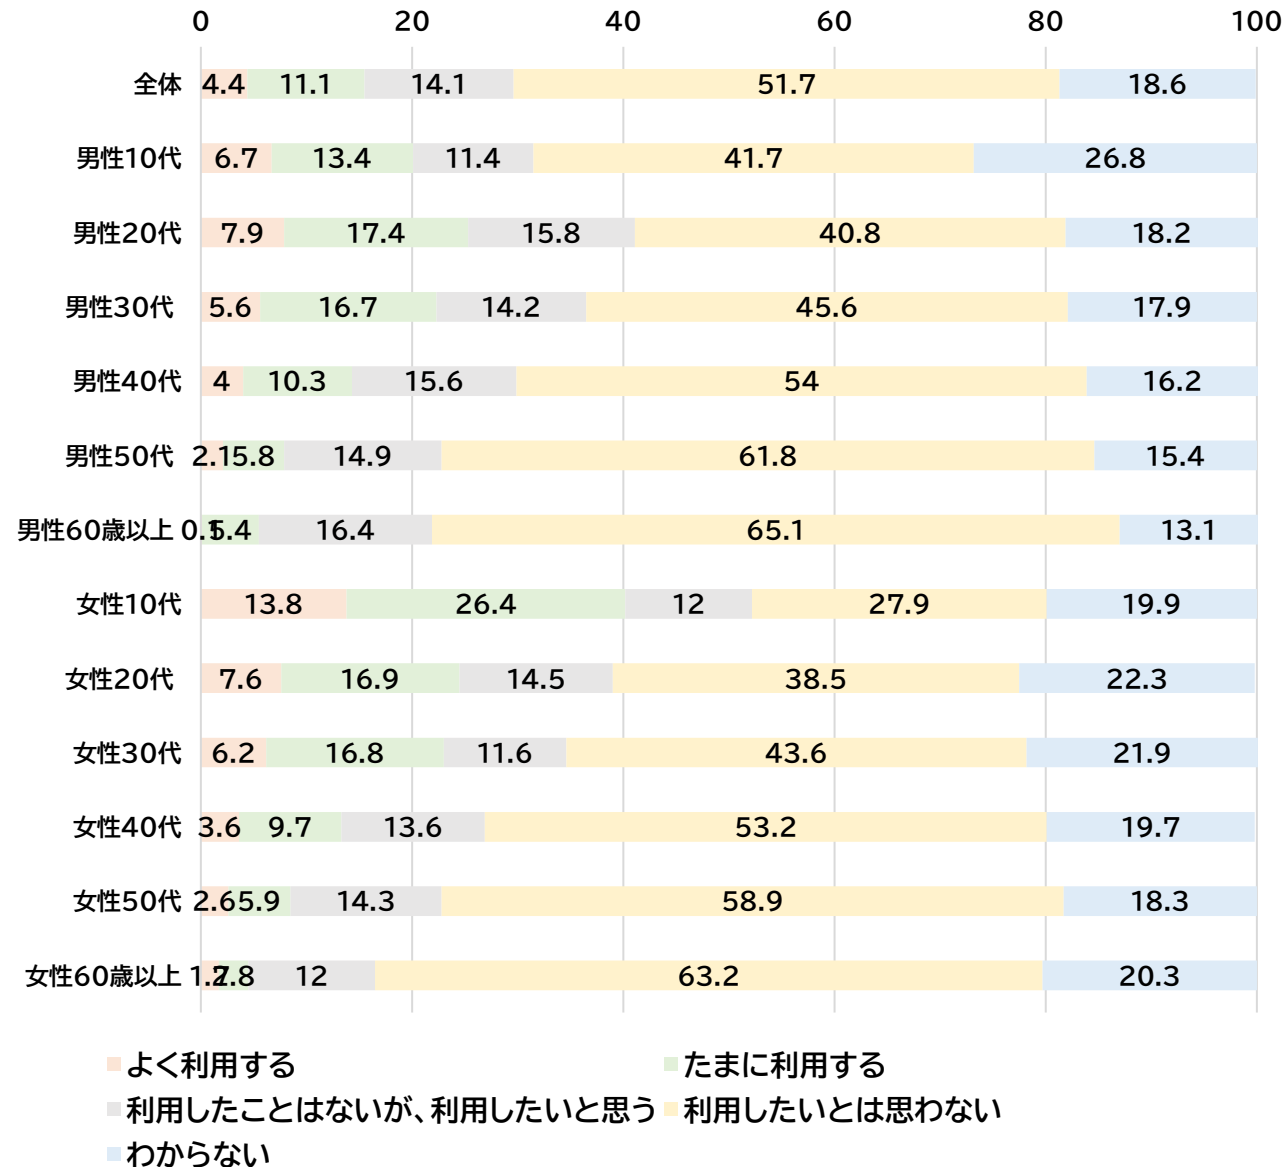 0 20 40 60 80 100
全体 4.4 11.1 14.1 51.7 18.6
男性10代 6.7 13.4 11.4 41.7 26.8
男性20代 7.9 17.4 15.8 40.8 18.2
男性30代 5.6 16.7 14.2 45.6 17.9
男性40代 4 10.3 15.6 54 16.2
男性50代 2.1 5.8 14.9 61.8 15.4
男性60歳以上 0.1 5.4 16.4 65.1 13.1
女性10代 13.8 26.4 12 27.9 19.9
女性20代 7.6 16.9 14.5 38.5 22.3
女性30代 6.2 16.8 11.6 43.6 21.9
女性40代 3.6 9.7 13.6 53.2 19.7
女性50代 2.6 5.9 14.3 58.9 18.3
女性60歳以上 1.7 2.8 12 63.2 20.3
よく利用する たまに利用する
利用したことはないが、利用したいと思う 利用したいとは思わない
わからない